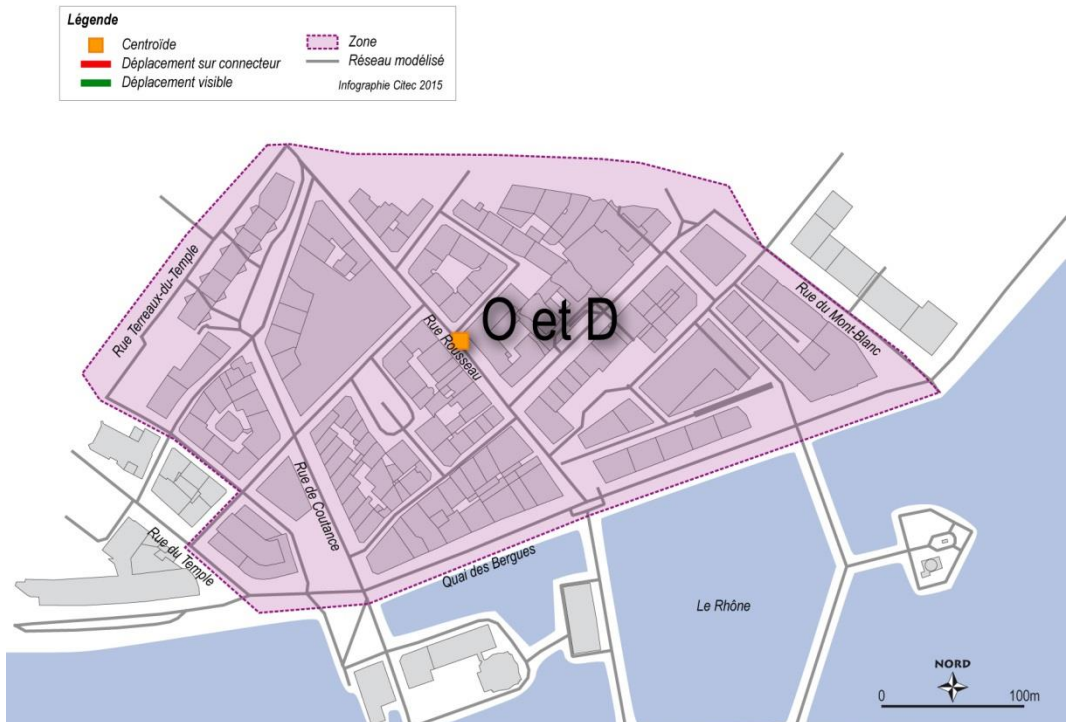 Légende
Centroïde
Déplacement sur connecteur
Déplacement visible
Zone
Réseau modélisé
Infographie Citec 2015
Rue Terreaux-du-Temple
Rue Rousseau
O et D
Rue du Mont-Blanc
Rue de Coutance
Rue du Temple
Quai des Bergues
Le Rhône
NORD
0 100m